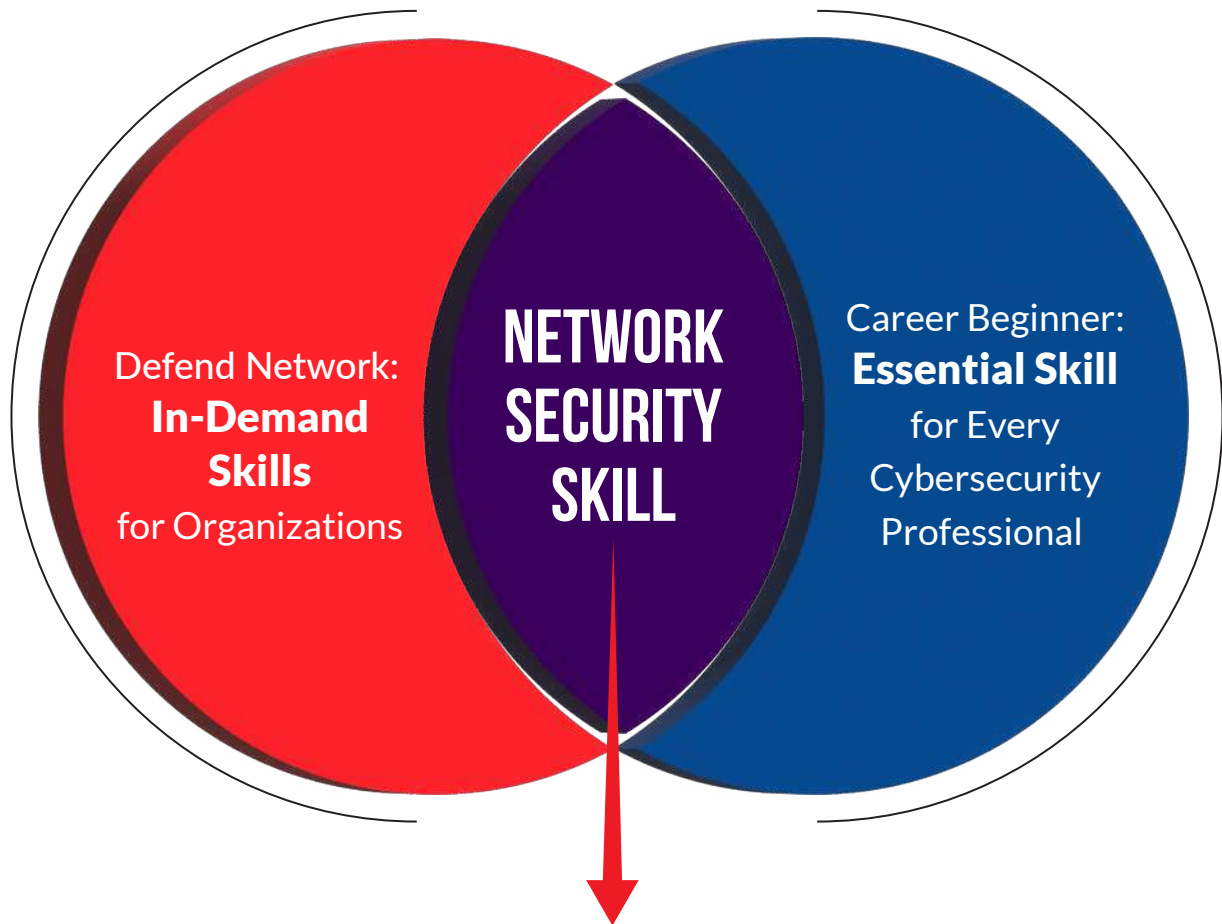 Defend Network:
In-Demand
Skills
for Organizations
NETWORK
SECURITY
SKILL
Career Beginner:
Essential Skill
for Every
Cybersecurity
Professional